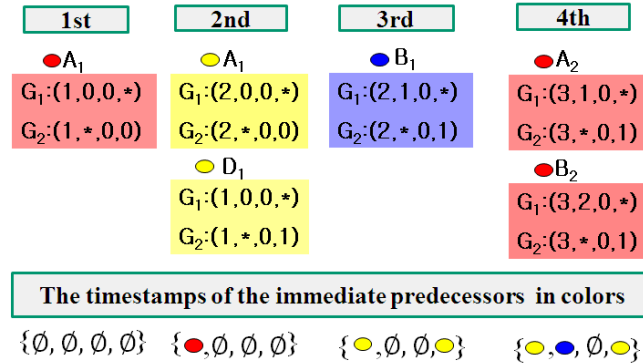 1st 2nd 3rd 4th
A₁ A₁ B₁ A₂
G₁:(1,0,0,*) G₁:(2,0,0,*) G₁:(2,1,0,*) G₁:(3,1,0,*)
G₂:(1,*,0,0) G₂:(2,*,0,0) G₂:(2,*,0,1) G₂:(3,*,0,1)
D₁ B₂
G₁:(1,0,0,*) G₁:(3,2,0,*)
G₂:(1,*,0,1) G₂:(3,*,0,1)
The timestamps of the immediate predecessors in colors
{Ø, Ø, Ø, Ø} { ,Ø, Ø, Ø} { ,Ø, Ø, } { , ,Ø, }